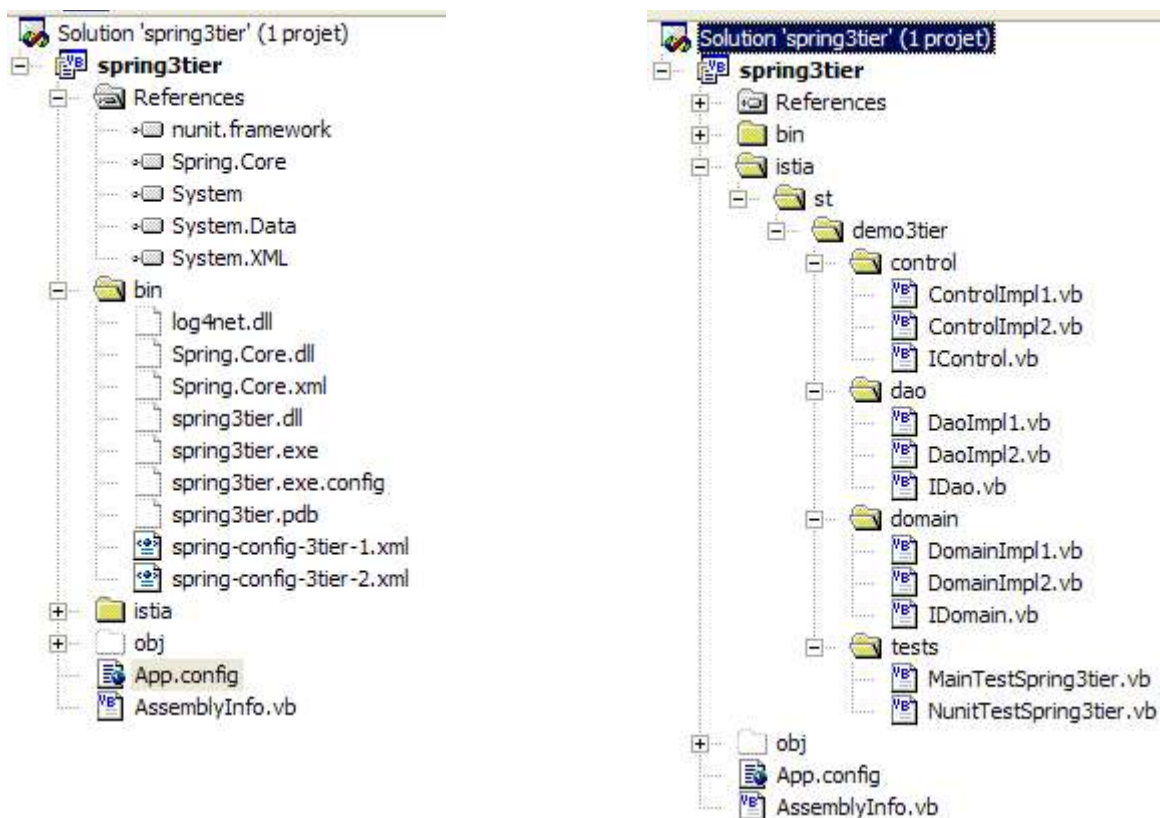 Solution 'spring3tier' (1 projet)
spring3tier
References
nunit.framework
Spring.Core
System
System.Data
System.XML
bin
log4net.dll
Spring.Core.dll
Spring.Core.xml
spring3tier.dll
spring3tier.exe
spring3tier.exe.config
spring3tier.pdb
spring-config-3tier-1.xml
spring-config-3tier-2.xml
istia
obj
App.config
AssemblyInfo.vb
Solution 'spring3tier' (1 projet)
spring3tier
References
bin
istia
st
demo3tier
control
ControlImpl1.vb
ControlImpl2.vb
IControl.vb
dao
DaoImpl1.vb
DaoImpl2.vb
IDao.vb
domain
DomainImpl1.vb
DomainImpl2.vb
IDomain.vb
tests
MainTestSpring3tier.vb
NunitTestSpring3tier.vb
obj
App.config
AssemblyInfo.vb